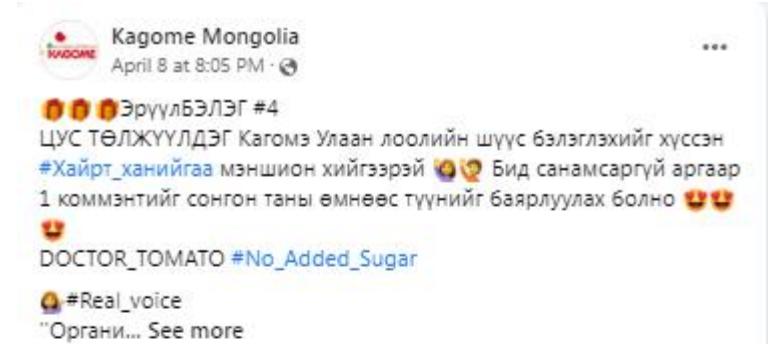 Kagome Mongolia
KAGOME
April 8 at 8:05 PM ·
🎁🎁🎁ЭрүүлБЭЛЭГ #4
ЦУС ТӨЛЖҮҮЛДЭГ Кагомэ Улаан лоолийн шүүс бэлэглэхийг хүссэн
#Хайрт_ханийгаа мэншион хийгээрэй 🙋‍♀️🙋 Бид санамсаргүй аргаар
1 коммэнтийг сонгон таны өмнөөс түүнийг баярлуулах болно 🤩🤩
🤩
DOCTOR_TOMATO #No_Added_Sugar
🙍‍♀️#Real_voice
"Органи... See more